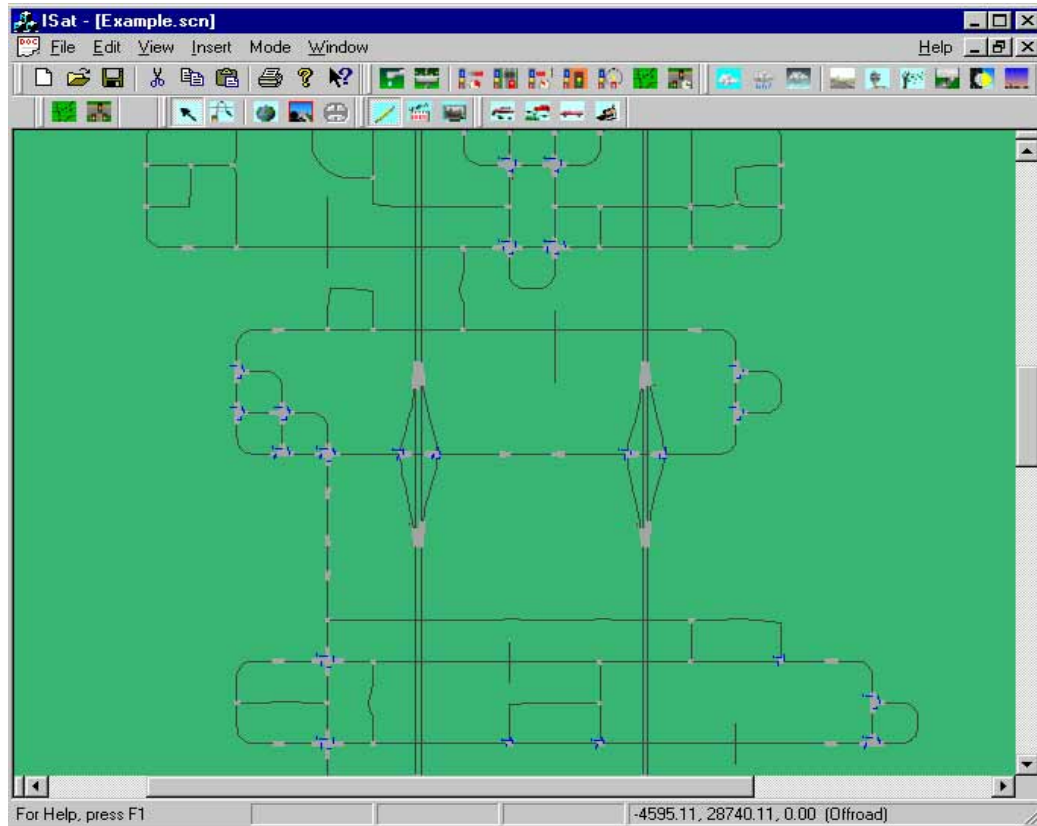 ISat - [Example.scn]
File Edit View Insert Mode Window Help
For Help, press F1
-4595.11, 28740.11, 0.00 (Offroad)